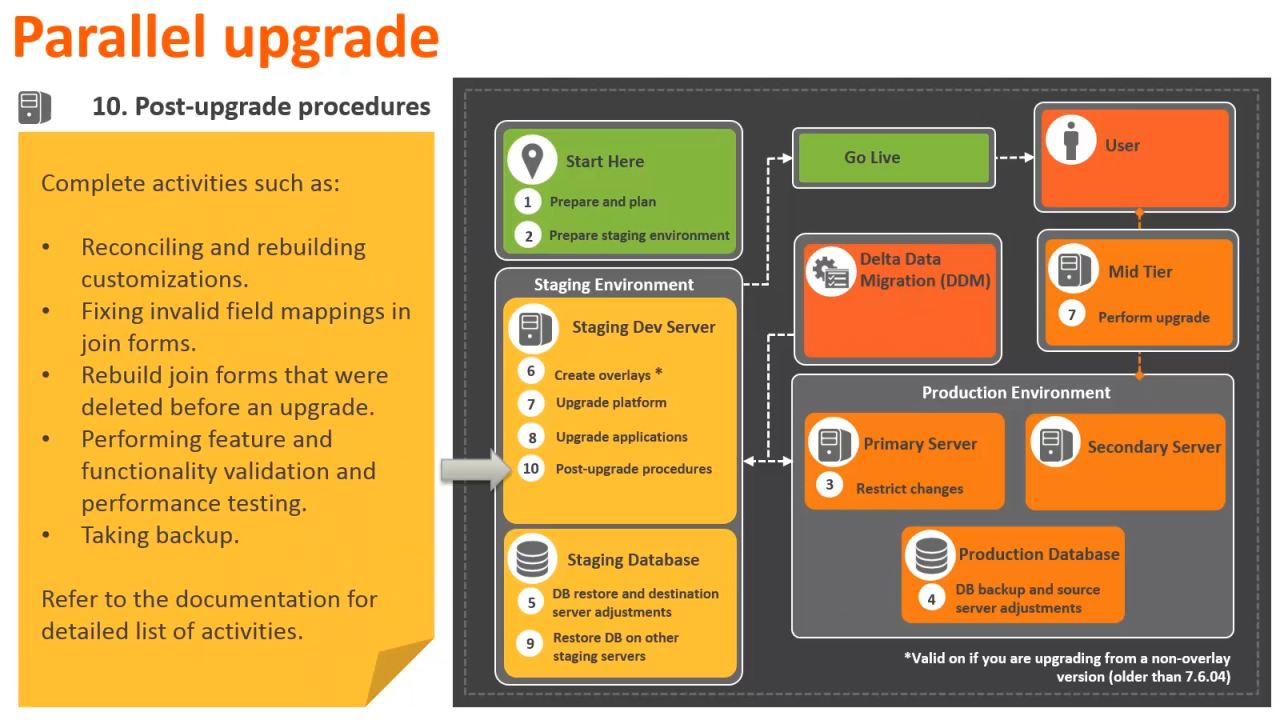 Parallel upgrade
10. Post-upgrade procedures
Complete activities such as:
• Reconciling and rebuilding
customizations.
• Fixing invalid field mappings in
join forms.
• Rebuild join forms that were
deleted before an upgrade.
• Performing feature and
functionality validation and
performance testing.
• Taking backup.
Refer to the documentation for
detailed list of activities.
Start Here
1 Prepare and plan
2 Prepare staging environment
Staging Environment
Staging Dev Server
6 Create overlays *
7 Upgrade platform
8 Upgrade applications
10 Post-upgrade procedures
Staging Database
5 DB restore and destination
server adjustments
9 Restore DB on other
staging servers
Go Live
User
Delta Data
Migration (DDM)
Mid Tier
7 Perform upgrade
Production Environment
Primary Server
3 Restrict changes
Secondary Server
Production Database
4 DB backup and source
server adjustments
*Valid on if you are upgrading from a non-overlay
version (older than 7.6.04)